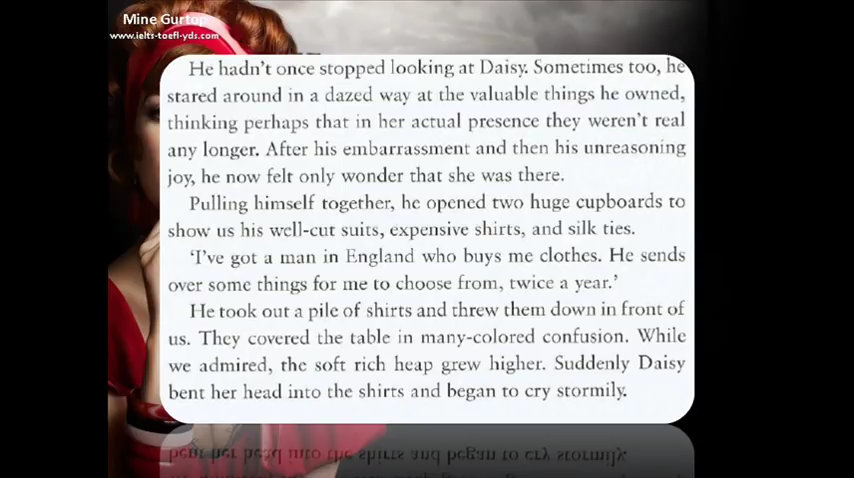 Mine Gurtop
www.ielts-toefl-yds.com
He hadn't once stopped looking at Daisy. Sometimes too, he
stared around in a dazed way at the valuable things he owned,
thinking perhaps that in her actual presence they weren't real
any longer. After his embarrassment and then his unreasoning
joy, he now felt only wonder that she was there.
Pulling himself together, he opened two huge cupboards to
show us his well-cut suits, expensive shirts, and silk ties.
'I've got a man in England who buys me clothes. He sends
over some things for me to choose from, twice a year.'
He took out a pile of shirts and threw them down in front of
us. They covered the table in many-colored confusion. While
we admired, the soft rich heap grew higher. Suddenly Daisy
bent her head into the shirts and began to cry stormily.